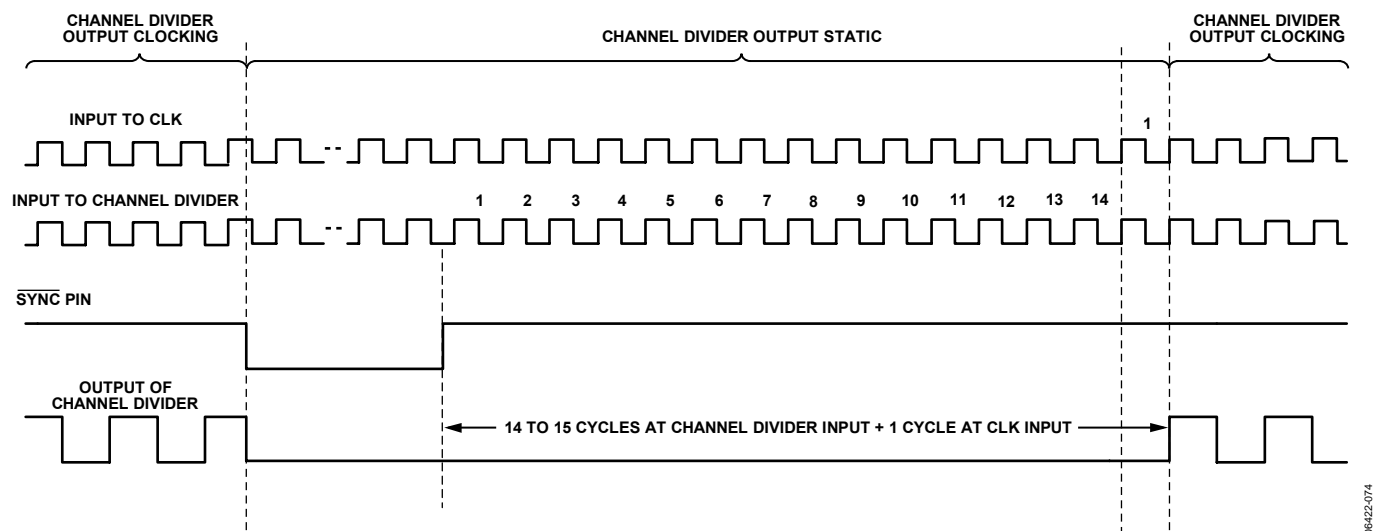 CHANNEL DIVIDER
OUTPUT CLOCKING
CHANNEL DIVIDER OUTPUT STATIC
CHANNEL DIVIDER
OUTPUT CLOCKING
INPUT TO CLK
1
INPUT TO CHANNEL DIVIDER
1 2 3 4 5 6 7 8 9 10 11 12 13 14
SYNC PIN
OUTPUT OF
CHANNEL DIVIDER
14 TO 15 CYCLES AT CHANNEL DIVIDER INPUT + 1 CYCLE AT CLK INPUT
06422-074